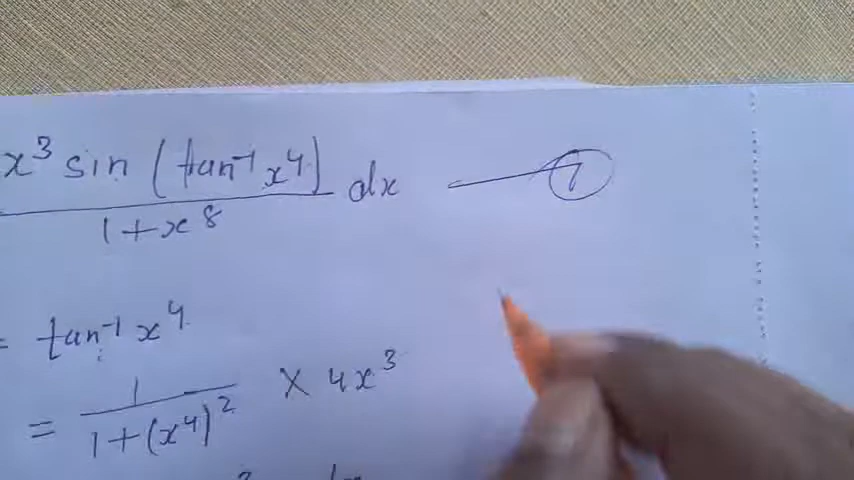 x³ sin (tan⁻¹ x⁴) / 1+x⁸ dx — 1
= tan⁻¹ x⁴
= 1 / 1+(x⁴)² × 4x³